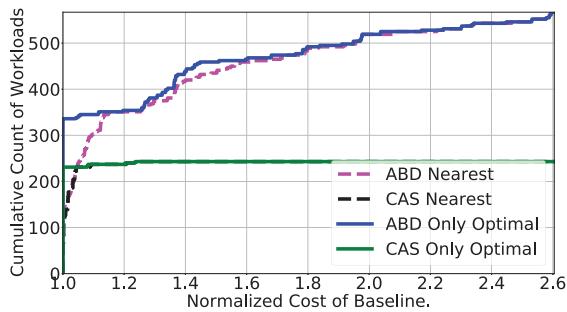 Cumulative Count of Workloads
500
400
300
200
100
0
ABD Nearest
CAS Nearest
ABD Only Optimal
CAS Only Optimal
1.0 1.2 1.4 1.6 1.8 2.0 2.2 2.4 2.6
Normalized Cost of Baseline.